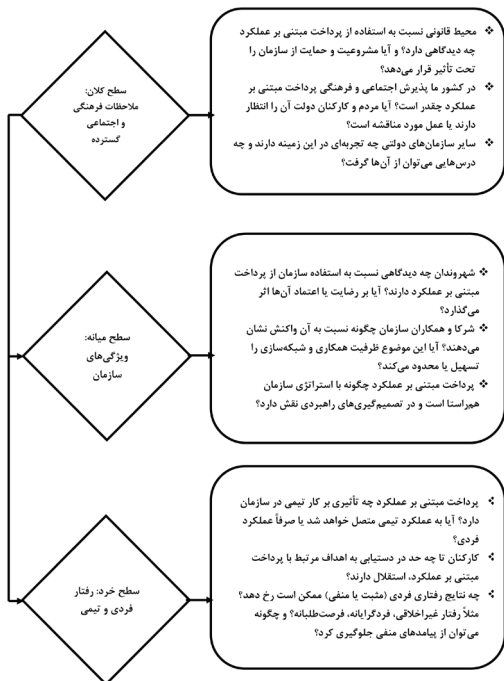 سطح کلان:
ملاحظات فرهنگی
و اجتماعی
گسترده
❖ محیط قانونی نسبت به استفاده از پرداخت مبتنی بر عملکرد
چه دیدگاهی دارد؟ و آیا مشروعیت و حمایت از سازمان را
تحت تأثیر قرار می‌دهد؟
❖ در کشور ما پذیرش اجتماعی و فرهنگی پرداخت مبتنی بر
عملکرد چقدر است؟ آیا مردم و کارکنان دولت آن را انتظار
دارند یا عمل مورد مناقشه است؟
❖ سایر سازمان‌های دولتی چه تجربه‌ای در این زمینه دارند و چه
درس‌هایی می‌توان از آن‌ها گرفت؟
سطح میانه:
ویژگی‌های
سازمان
❖ شهروندان چه دیدگاهی نسبت به استفاده سازمان از پرداخت
مبتنی بر عملکرد دارند؟ آیا بر رضایت یا اعتماد آن‌ها اثر
می‌گذارد؟
❖ شرکا و همکاران سازمان چگونه نسبت به آن واکنش نشان
می‌دهند؟ آیا این موضوع ظرفیت همکاری و شبکه‌سازی را
تسهیل یا محدود می‌کند؟
❖ پرداخت مبتنی بر عملکرد چگونه با استراتژی سازمان
هم‌راستا است و در تصمیم‌گیری‌های راهبردی نقش دارد؟
سطح خرد: رفتار
فردی و تیمی
❖ پرداخت مبتنی بر عملکرد چه تأثیری بر کار تیمی در سازمان
دارد؟ آیا به عملکرد تیمی متصل خواهد شد یا صرفاً عملکرد
فردی؟
❖ کارکنان تا چه حد در دستیابی به اهداف مرتبط با پرداخت
مبتنی بر عملکرد، استقلال دارند؟
❖ چه نتایج رفتاری فردی (مثبت یا منفی) ممکن است رخ دهد؟
مثلاً رفتار غیراخلاقی، فردگرایانه، فرصت‌طلبانه؟ و چگونه
می‌توان از پیامدهای منفی جلوگیری کرد؟